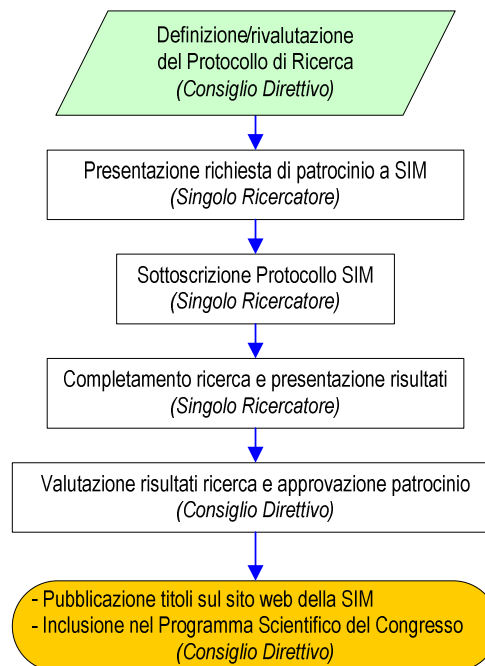 Definizione/rivalutazione
del Protocollo di Ricerca
(Consiglio Direttivo)
Presentazione richiesta di patrocinio a SIM
(Singolo Ricercatore)
Sottoscrizione Protocollo SIM
(Singolo Ricercatore)
Completamento ricerca e presentazione risultati
(Singolo Ricercatore)
Valutazione risultati ricerca e approvazione patrocinio
(Consiglio Direttivo)
- Pubblicazione titoli sul sito web della SIM
- Inclusione nel Programma Scientifico del Congresso
(Consiglio Direttivo)